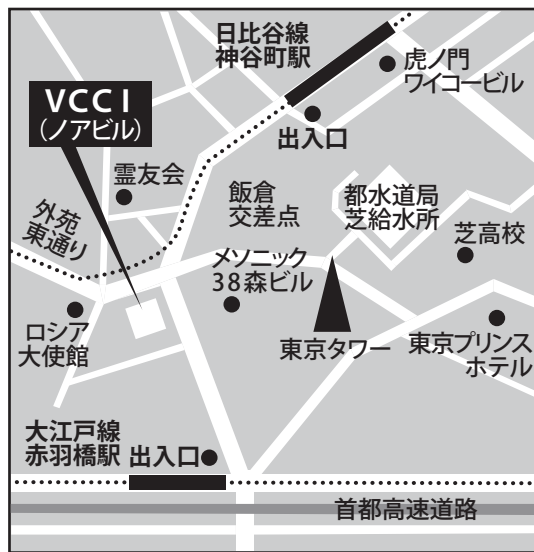 日比谷線
神谷町駅
虎ノ門
ワイコービル
VCCI
(ノアビル)
出入口
霊友会
飯倉
交差点
都水道局
芝給水所
外苑
東通り
芝高校
メソニック
38森ビル
ロシア
大使館
東京タワー
東京プリンス
ホテル
大江戸線
赤羽橋駅
出入口
首都高速道路